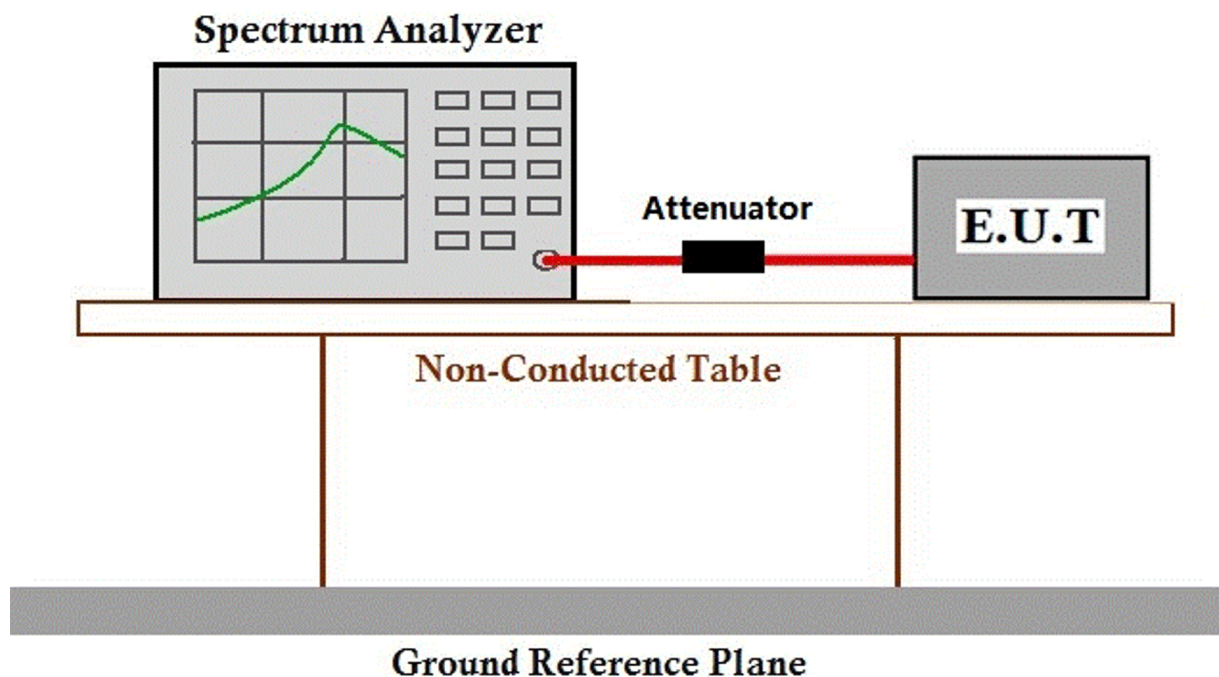 Spectrum Analyzer
Attenuator
E.U.T
Non-Conducted Table
Ground Reference Plane